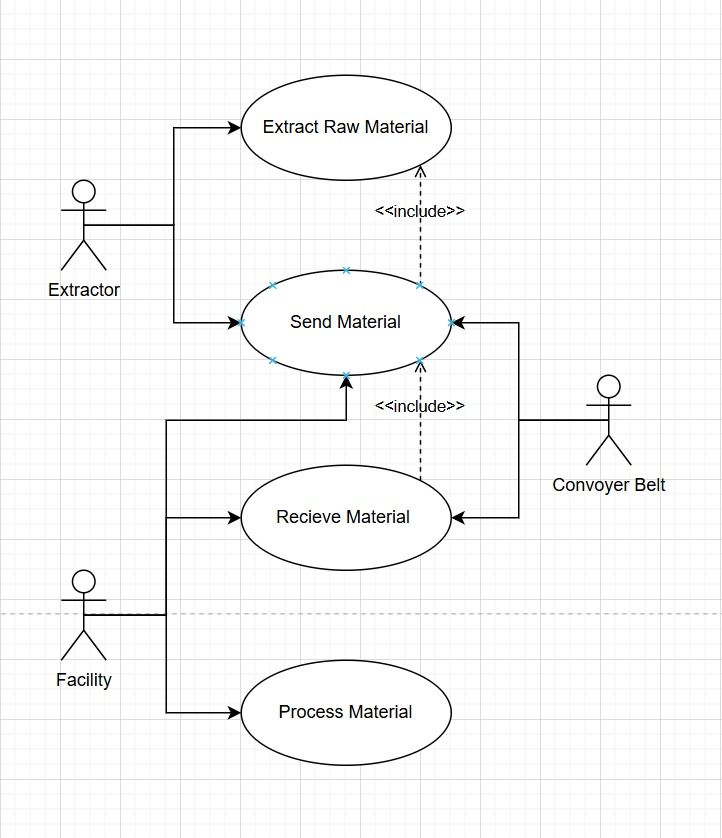 Extract Raw Material
<<include>>
Extractor
Send Material
<<include>>
Convoyer Belt
Recieve Material
Facility
Process Material